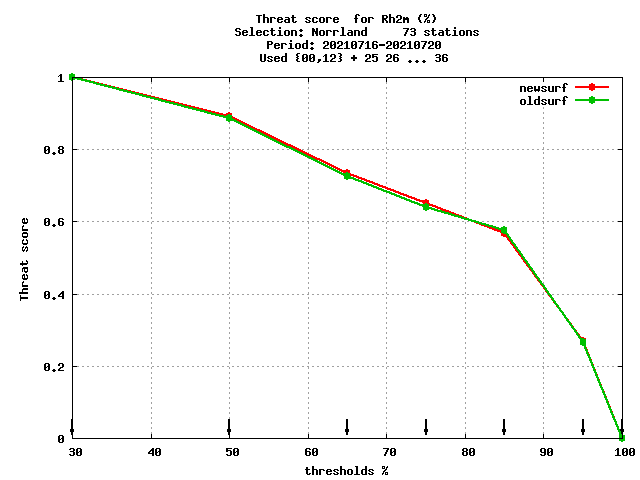 Threat score  for Rh2m (%)
Selection: Norrland     73 stations
Period: 20210716-20210720
Used {00,12} + 25 26 ... 36
newsurf
oldsurf
Threat score
1
0.8
0.6
0.4
0.2
0
30 40 50 60 70 80 90 100
thresholds %